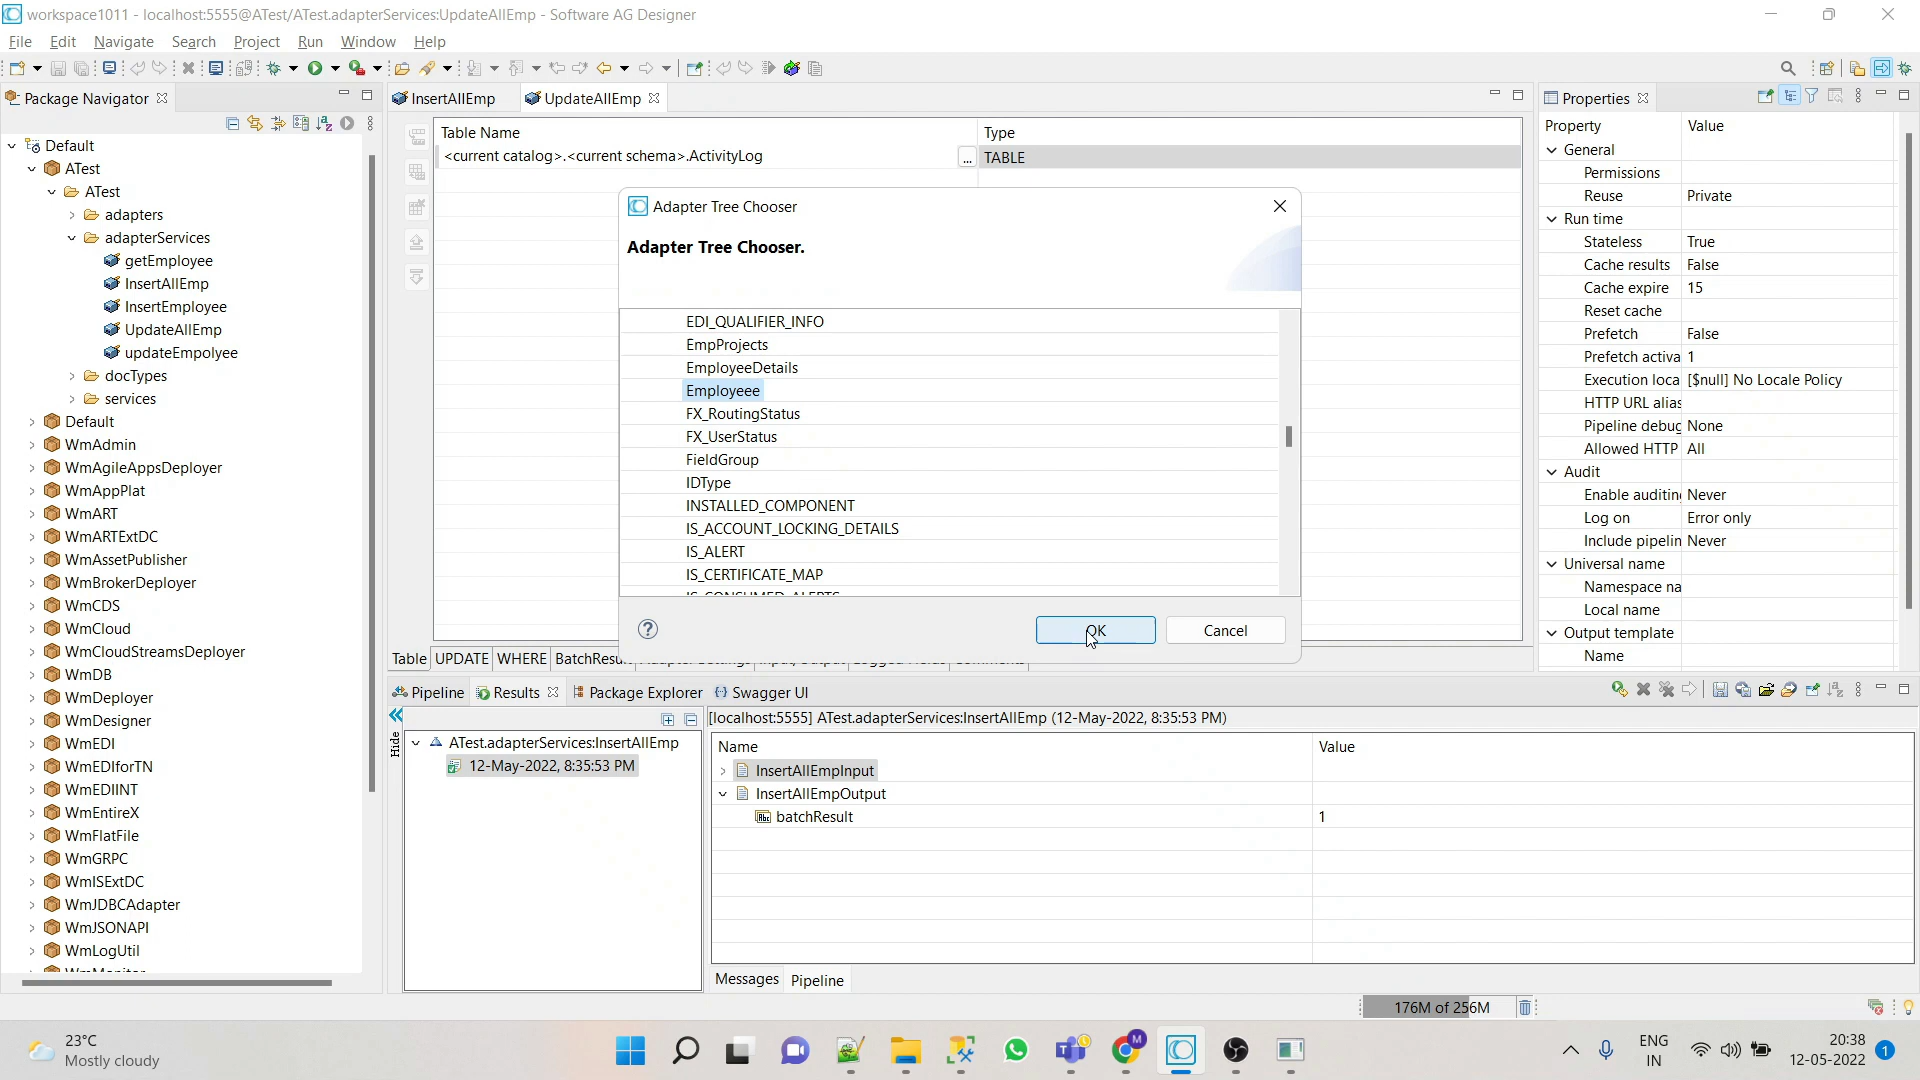 workspace1011 - localhost:5555@ATest/ATest.adapterServices:UpdateAllEmp - Software AG Designer
File Edit Navigate Search Project Run Window Help
Package Navigator
Default
ATest
ATest
adapters
adapterServices
getEmployee
InsertAllEmp
InsertEmployee
UpdateAllEmp
updateEmpolyee
docTypes
services
Default
WmAdmin
WmAgileAppsDeployer
WmAppPlat
WmART
WmARTExtDC
WmAssetPublisher
WmBrokerDeployer
WmCDS
WmCloud
WmCloudStreamsDeployer
WmDB
WmDeployer
WmDesigner
WmEDI
WmEDIforTN
WmEDIINT
WmEntireX
WmFlatFile
WmGRPC
WmISExtDC
WmJDBCAdapter
WmJSONAPI
WmLogUtil
InsertAllEmp UpdateAllEmp
Table Name Type
<current catalog>.<current schema>.ActivityLog ... TABLE
Adapter Tree Chooser
Adapter Tree Chooser.
EDI_QUALIFIER_INFO
EmpProjects
EmployeeDetails
Employeee
FX_RoutingStatus
FX_UserStatus
FieldGroup
IDType
INSTALLED_COMPONENT
IS_ACCOUNT_LOCKING_DETAILS
IS_ALERT
IS_CERTIFICATE_MAP
OK Cancel
Table UPDATE WHERE
Properties
Property Value
General
Permissions
Reuse Private
Run time
Stateless True
Cache results False
Cache expire 15
Reset cache
Prefetch False
Prefetch activa 1
Execution loca [$null] No Locale Policy
HTTP URL alias
Pipeline debug None
Allowed HTTP All
Audit
Enable auditing Never
Log on Error only
Include pipelin Never
Universal name
Namespace na
Local name
Output template
Name
Pipeline Results Package Explorer Swagger UI
Hide
ATest.adapterServices:InsertAllEmp
12-May-2022, 8:35:53 PM
[localhost:5555] ATest.adapterServices:InsertAllEmp (12-May-2022, 8:35:53 PM)
Name Value
InsertAllEmpInput
InsertAllEmpOutput
batchResult 1
Messages Pipeline
176M of 256M
23°C
Mostly cloudy
ENG
IN
20:38
12-05-2022
1